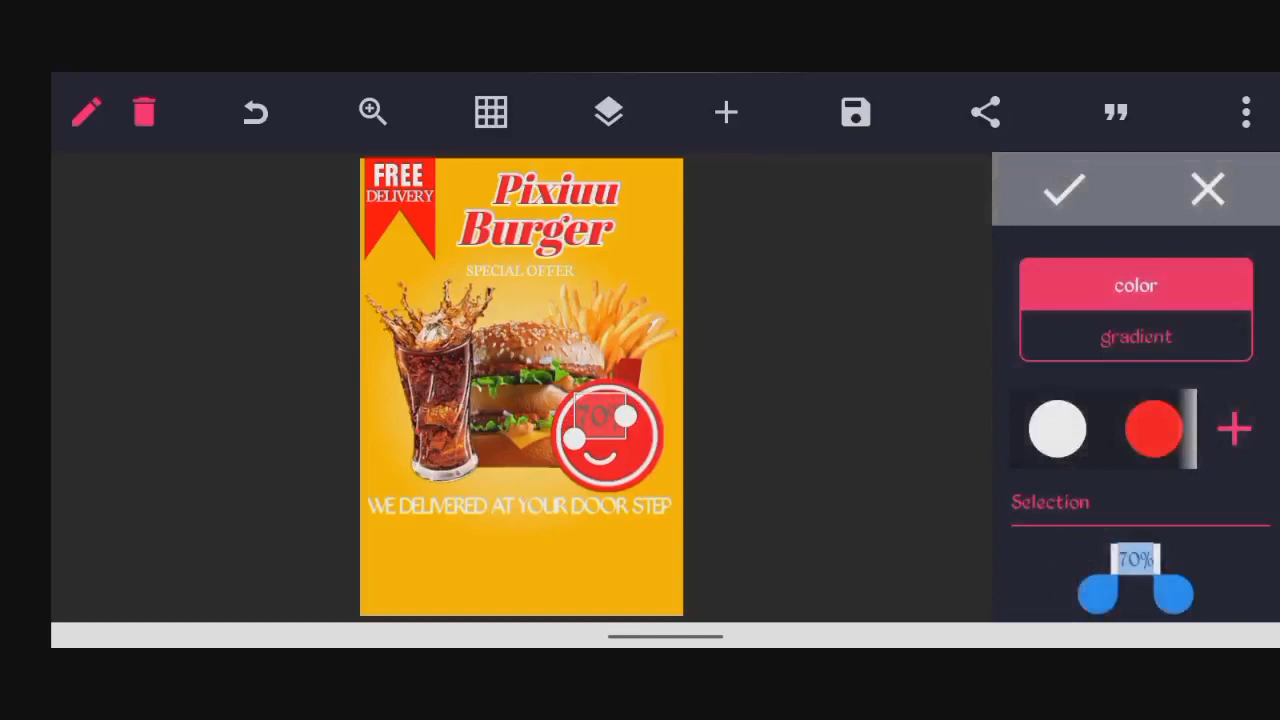 FREE
DELIVERY
Pixiuu
Burger
SPECIAL OFFER
70%
WE DELIVERED AT YOUR DOOR STEP
color
gradient
Selection
70%